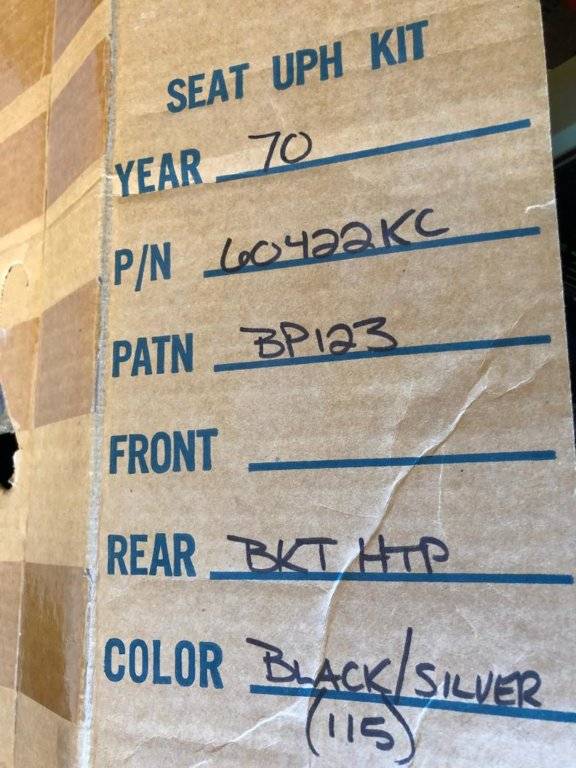 SEAT UPH KIT
YEAR 70
P/N 60422KC
PATN BP123
FRONT
REAR BKT HTP
COLOR BLACK/SILVER
(115)